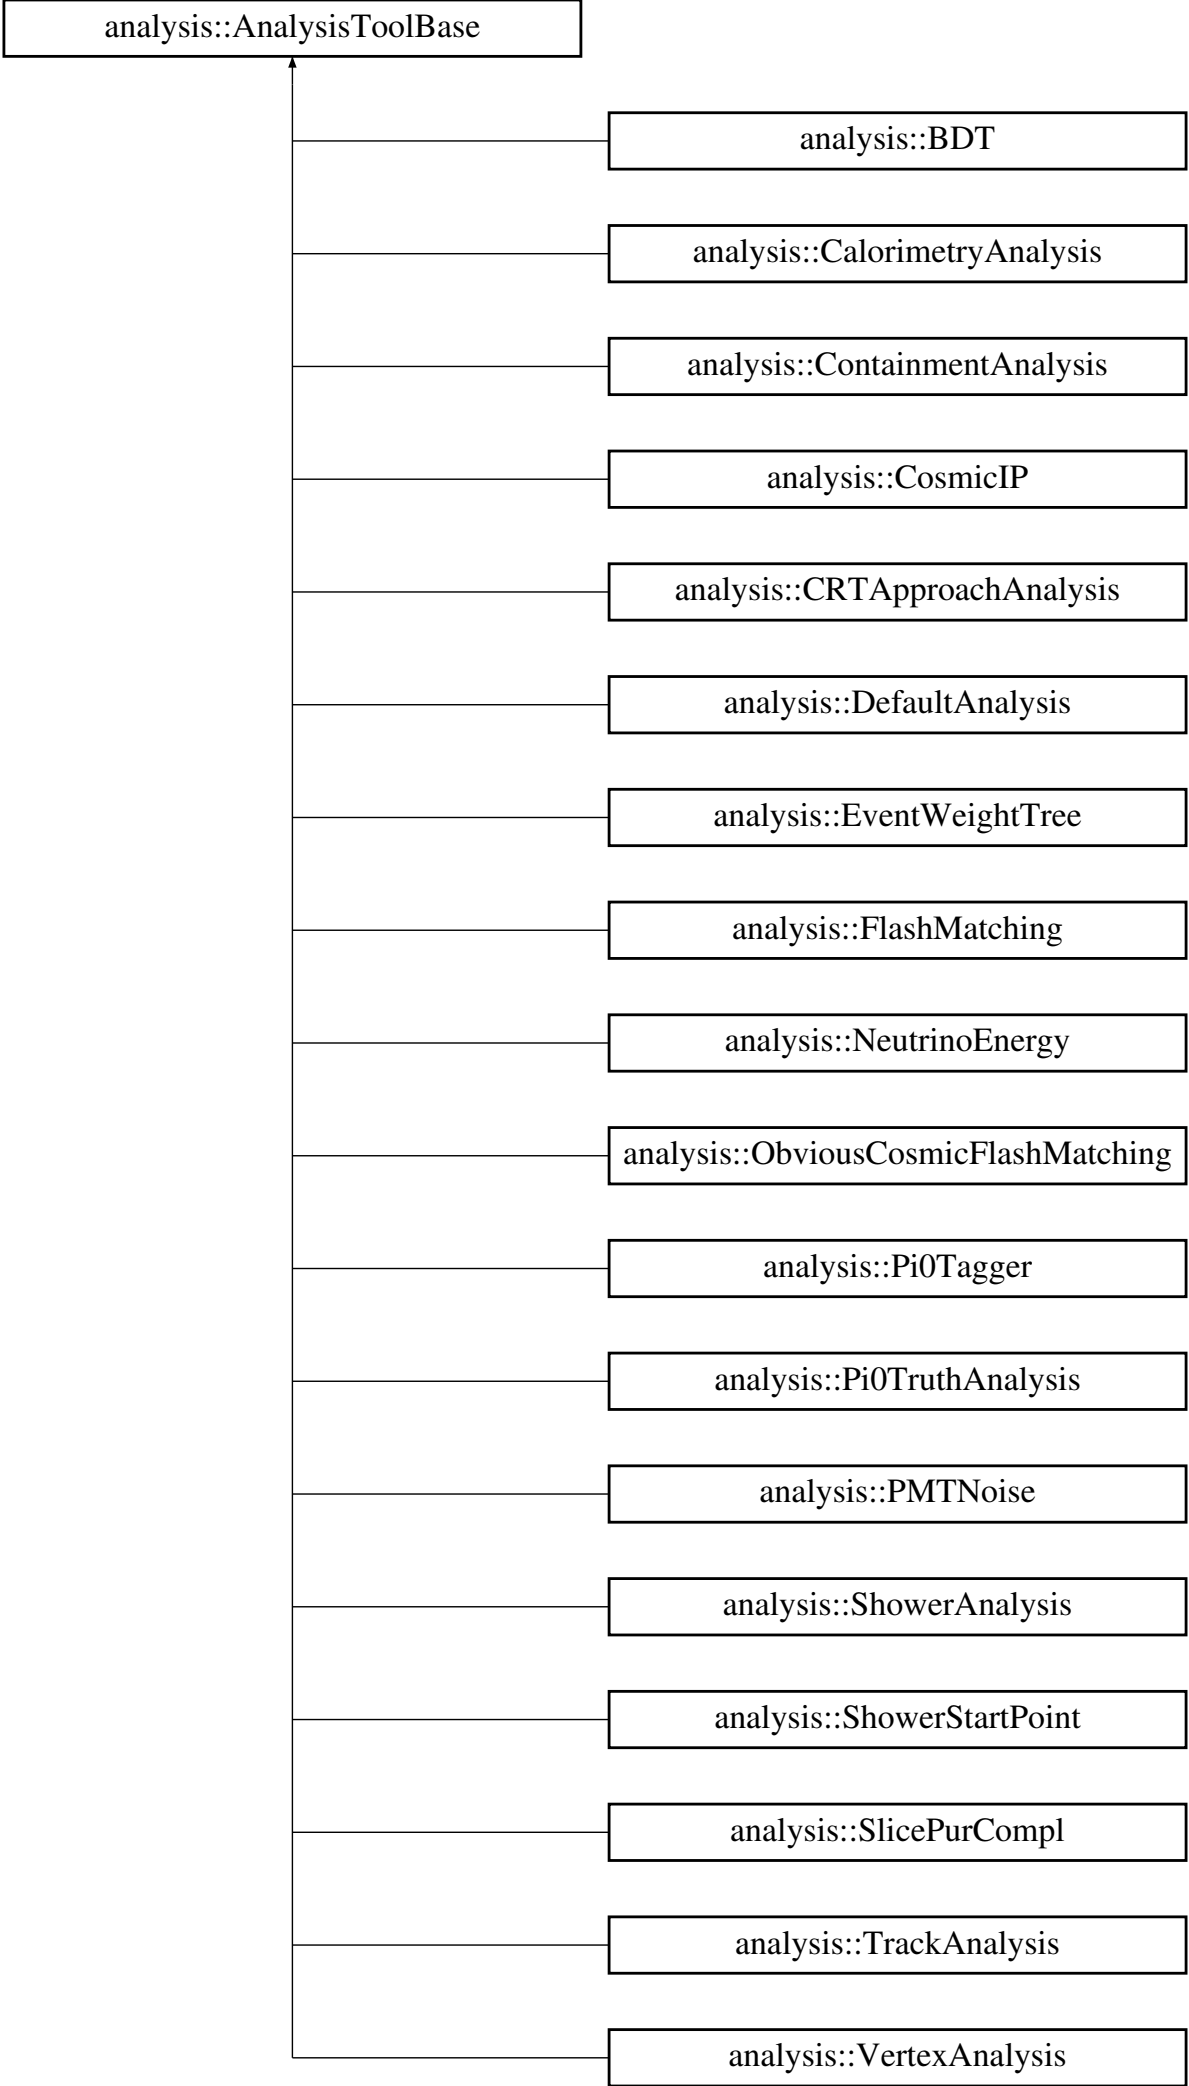 analysis::AnalysisToolBase
analysis::BDT
analysis::CalorimetryAnalysis
analysis::ContainmentAnalysis
analysis::CosmicIP
analysis::CRTApproachAnalysis
analysis::DefaultAnalysis
analysis::EventWeightTree
analysis::FlashMatching
analysis::NeutrinoEnergy
analysis::ObviousCosmicFlashMatching
analysis::Pi0Tagger
analysis::Pi0TruthAnalysis
analysis::PMTNoise
analysis::ShowerAnalysis
analysis::ShowerStartPoint
analysis::SlicePurCompl
analysis::TrackAnalysis
analysis::VertexAnalysis